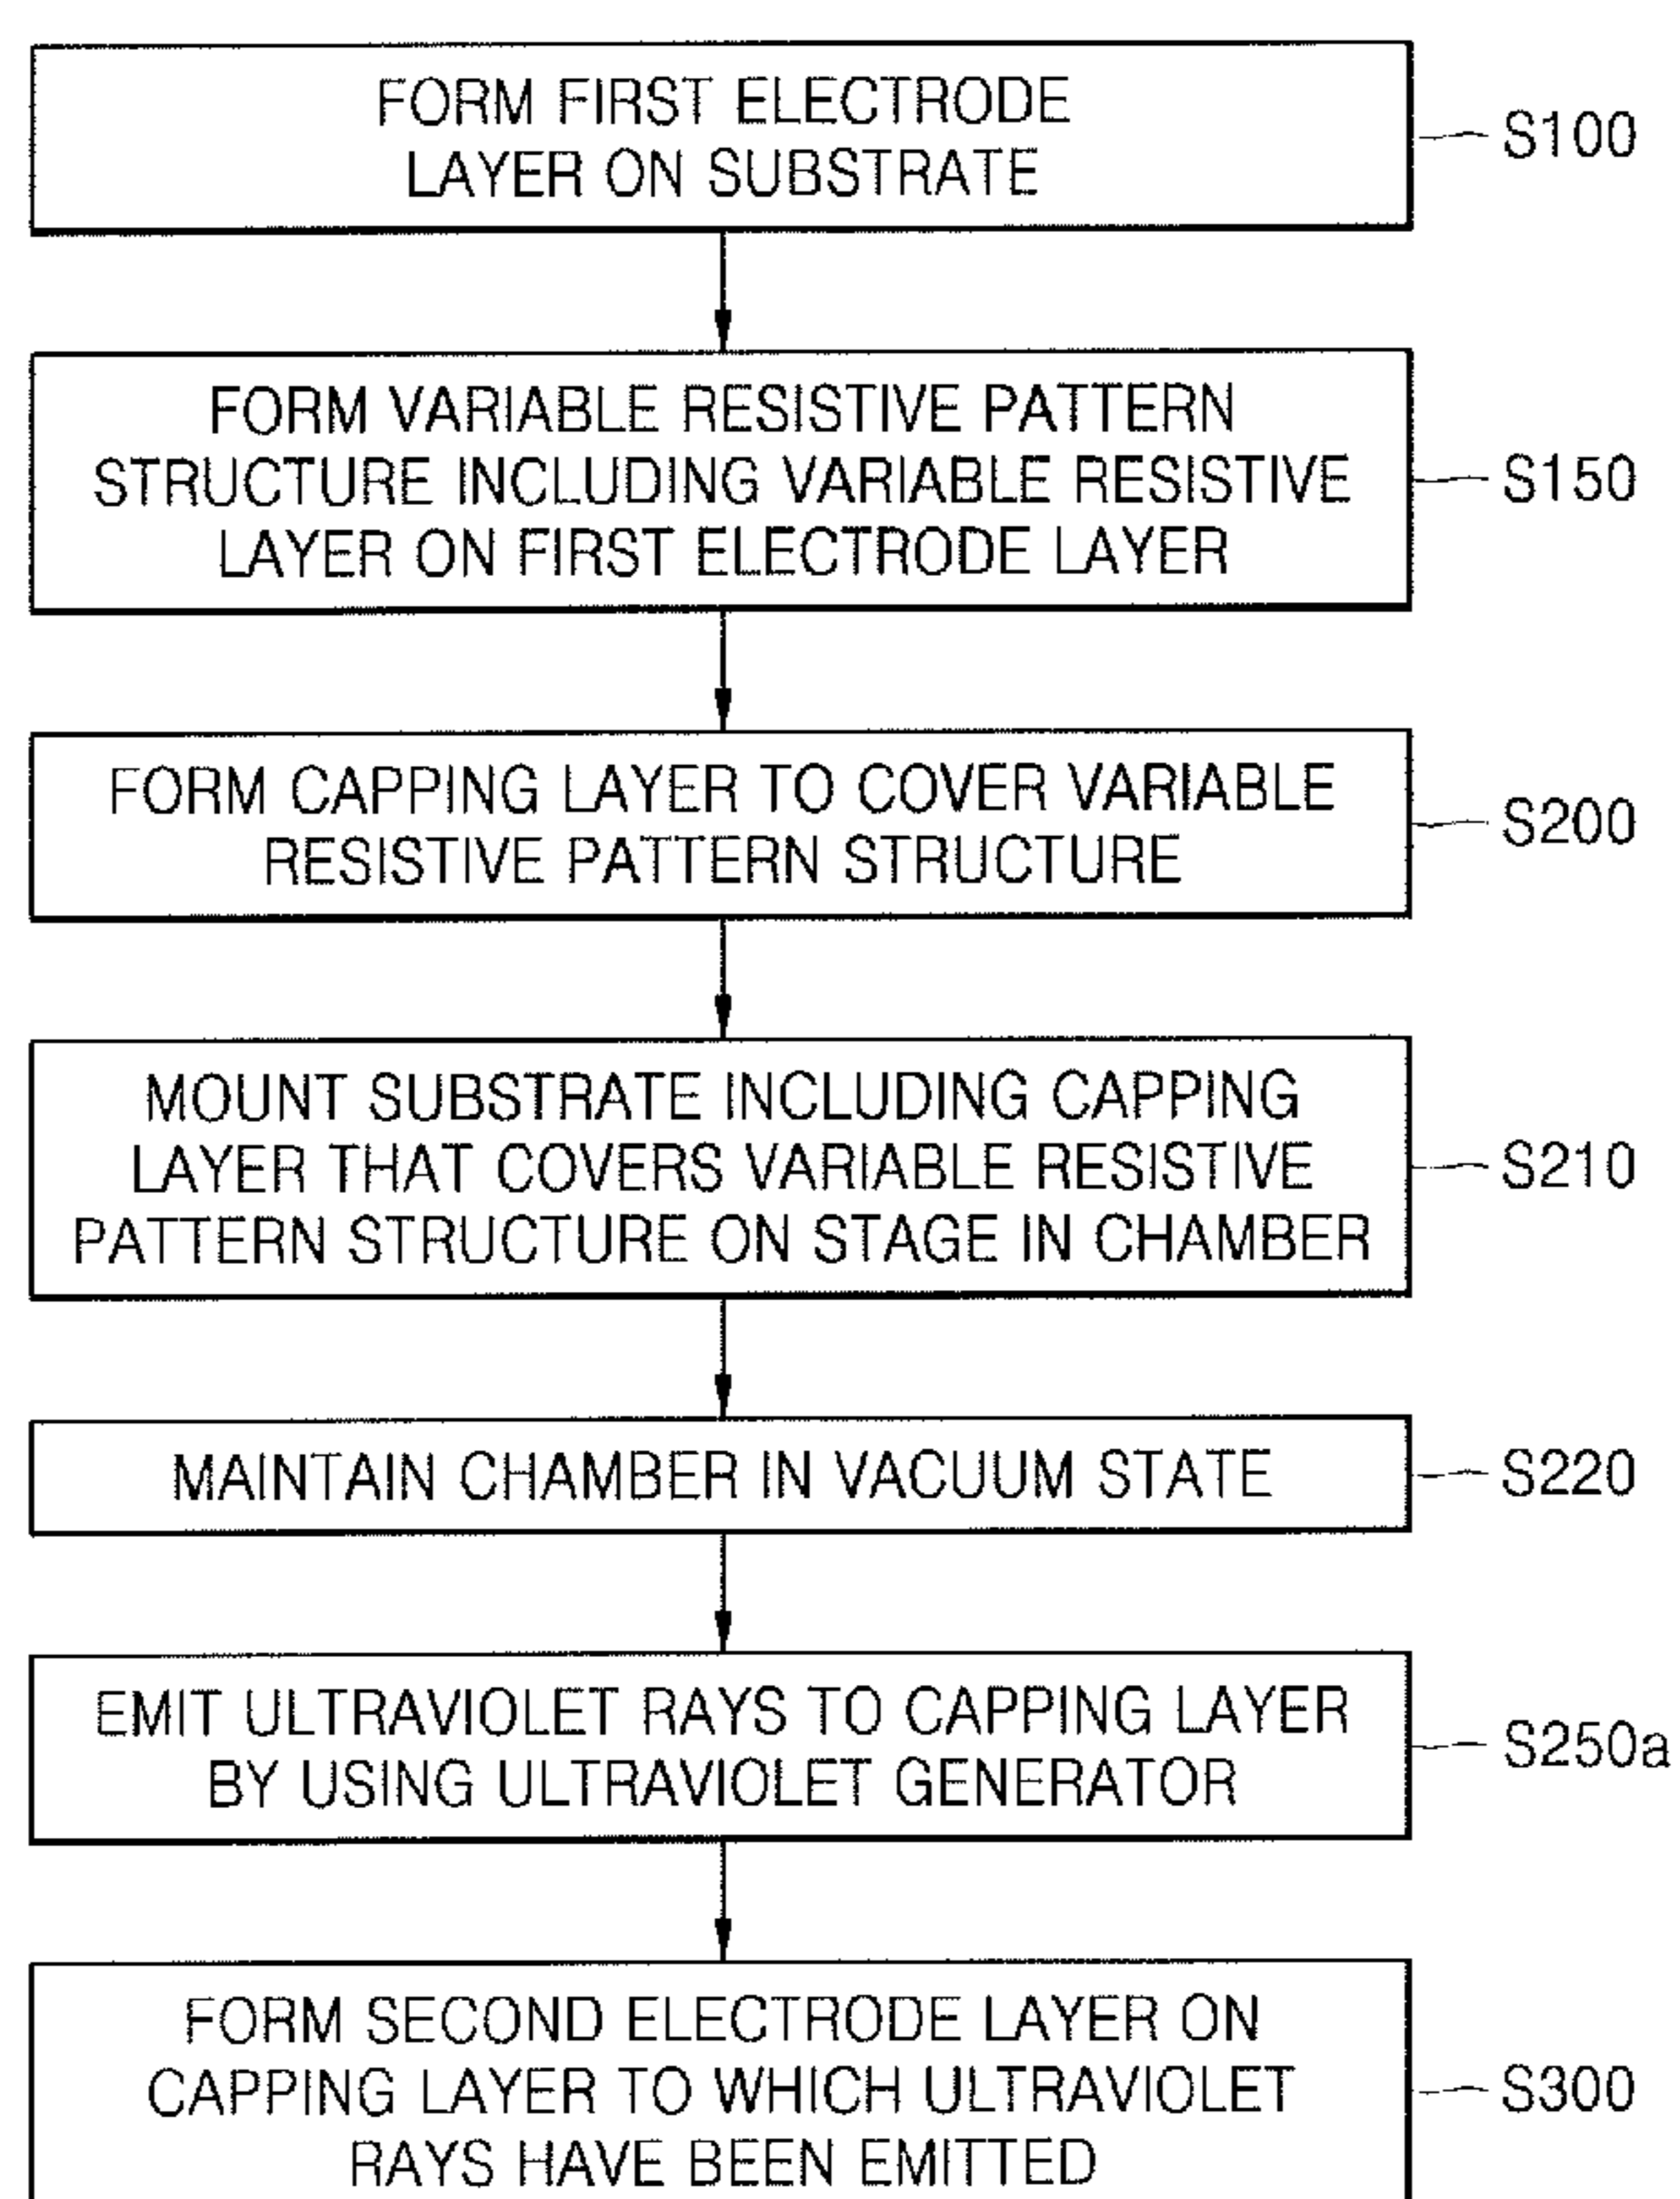 FORM FIRST ELECTRODE
LAYER ON SUBSTRATE
S100
FORM VARIABLE RESISTIVE PATTERN
STRUCTURE INCLUDING VARIABLE RESISTIVE
LAYER ON FIRST ELECTRODE LAYER
S150
FORM CAPPING LAYER TO COVER VARIABLE
RESISTIVE PATTERN STRUCTURE
S200
MOUNT SUBSTRATE INCLUDING CAPPING
LAYER THAT COVERS VARIABLE RESISTIVE
PATTERN STRUCTURE ON STAGE IN CHAMBER
S210
MAINTAIN CHAMBER IN VACUUM STATE
S220
EMIT ULTRAVIOLET RAYS TO CAPPING LAYER
BY USING ULTRAVIOLET GENERATOR
S250a
FORM SECOND ELECTRODE LAYER ON
CAPPING LAYER TO WHICH ULTRAVIOLET
RAYS HAVE BEEN EMITTED
S300